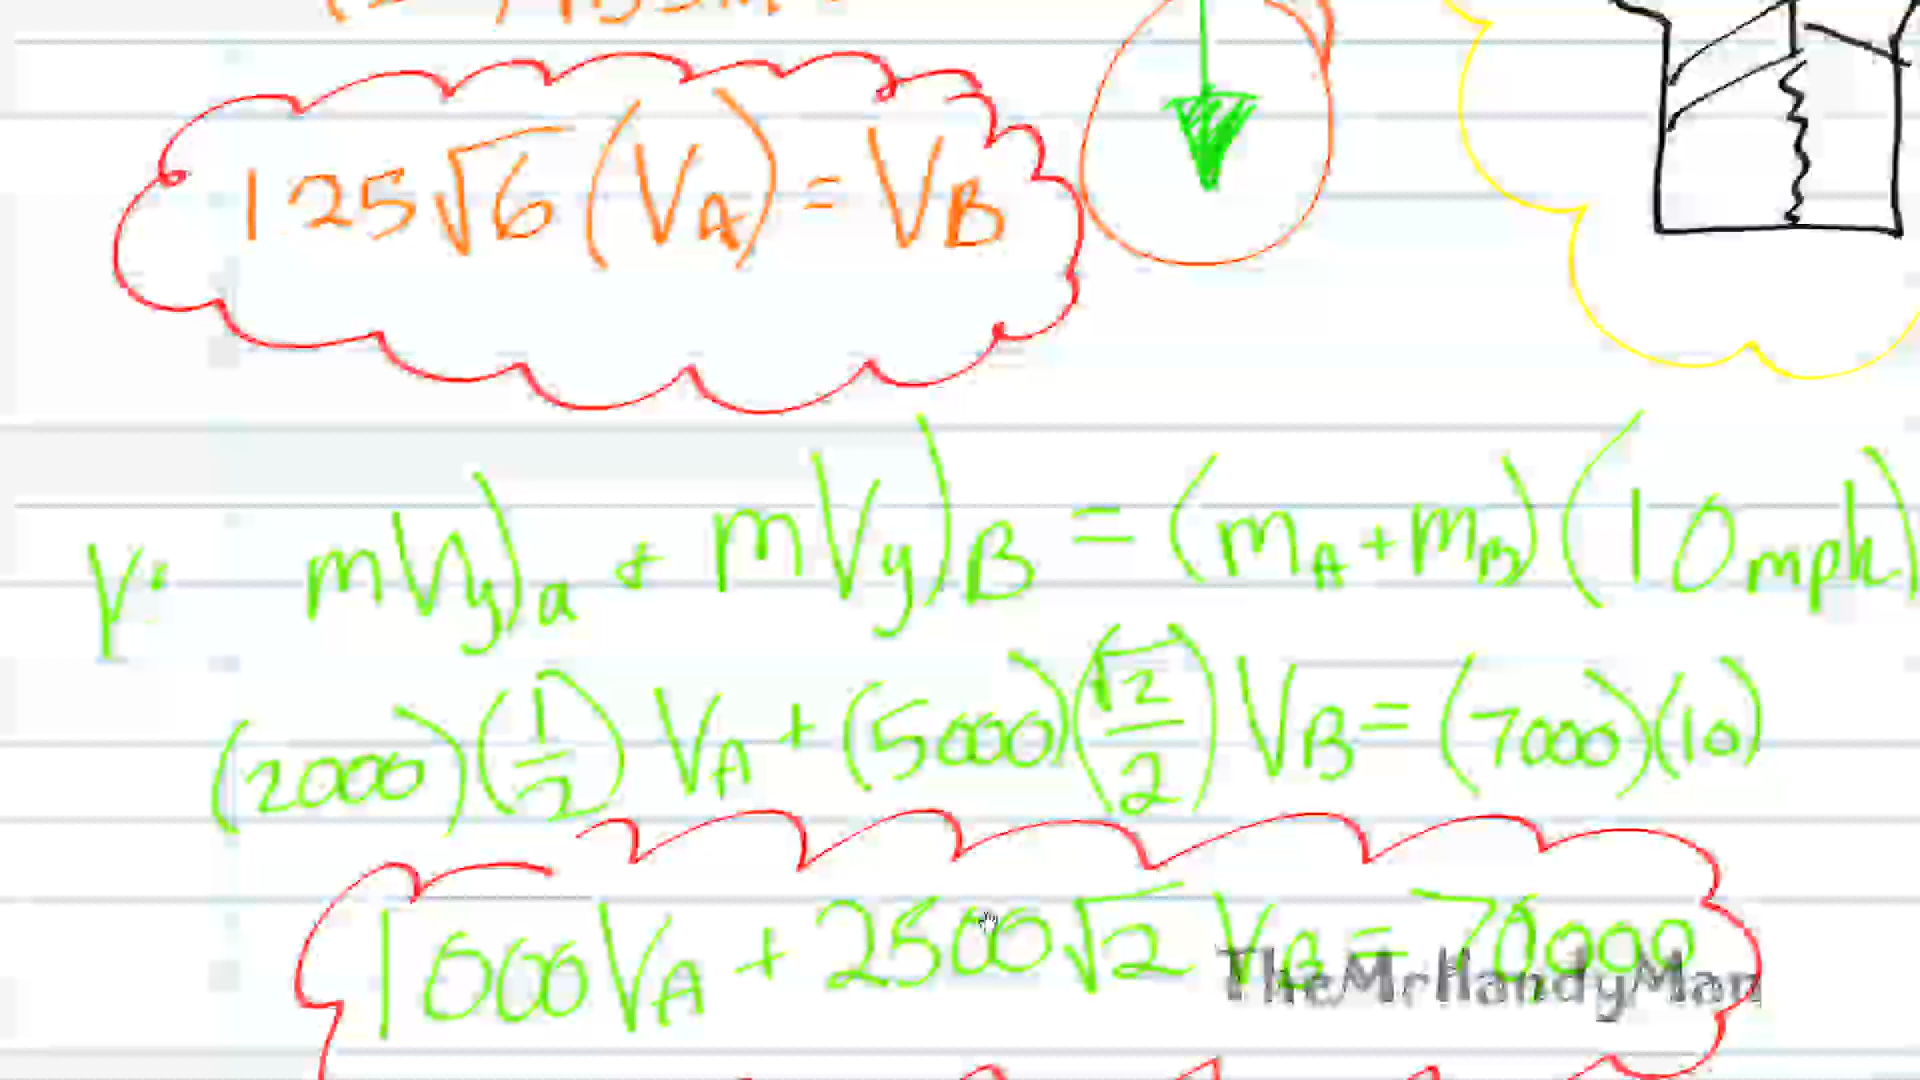 125√6 (VA) = VB
Y: mVy)a + mVy)B = (mA + mB)(10mph)
(2000)(1/2) VA + (5000)(√2/2) VB = (7000)(10)
1000VA + 2500√2 VB = 70000
TheMrHandyMan